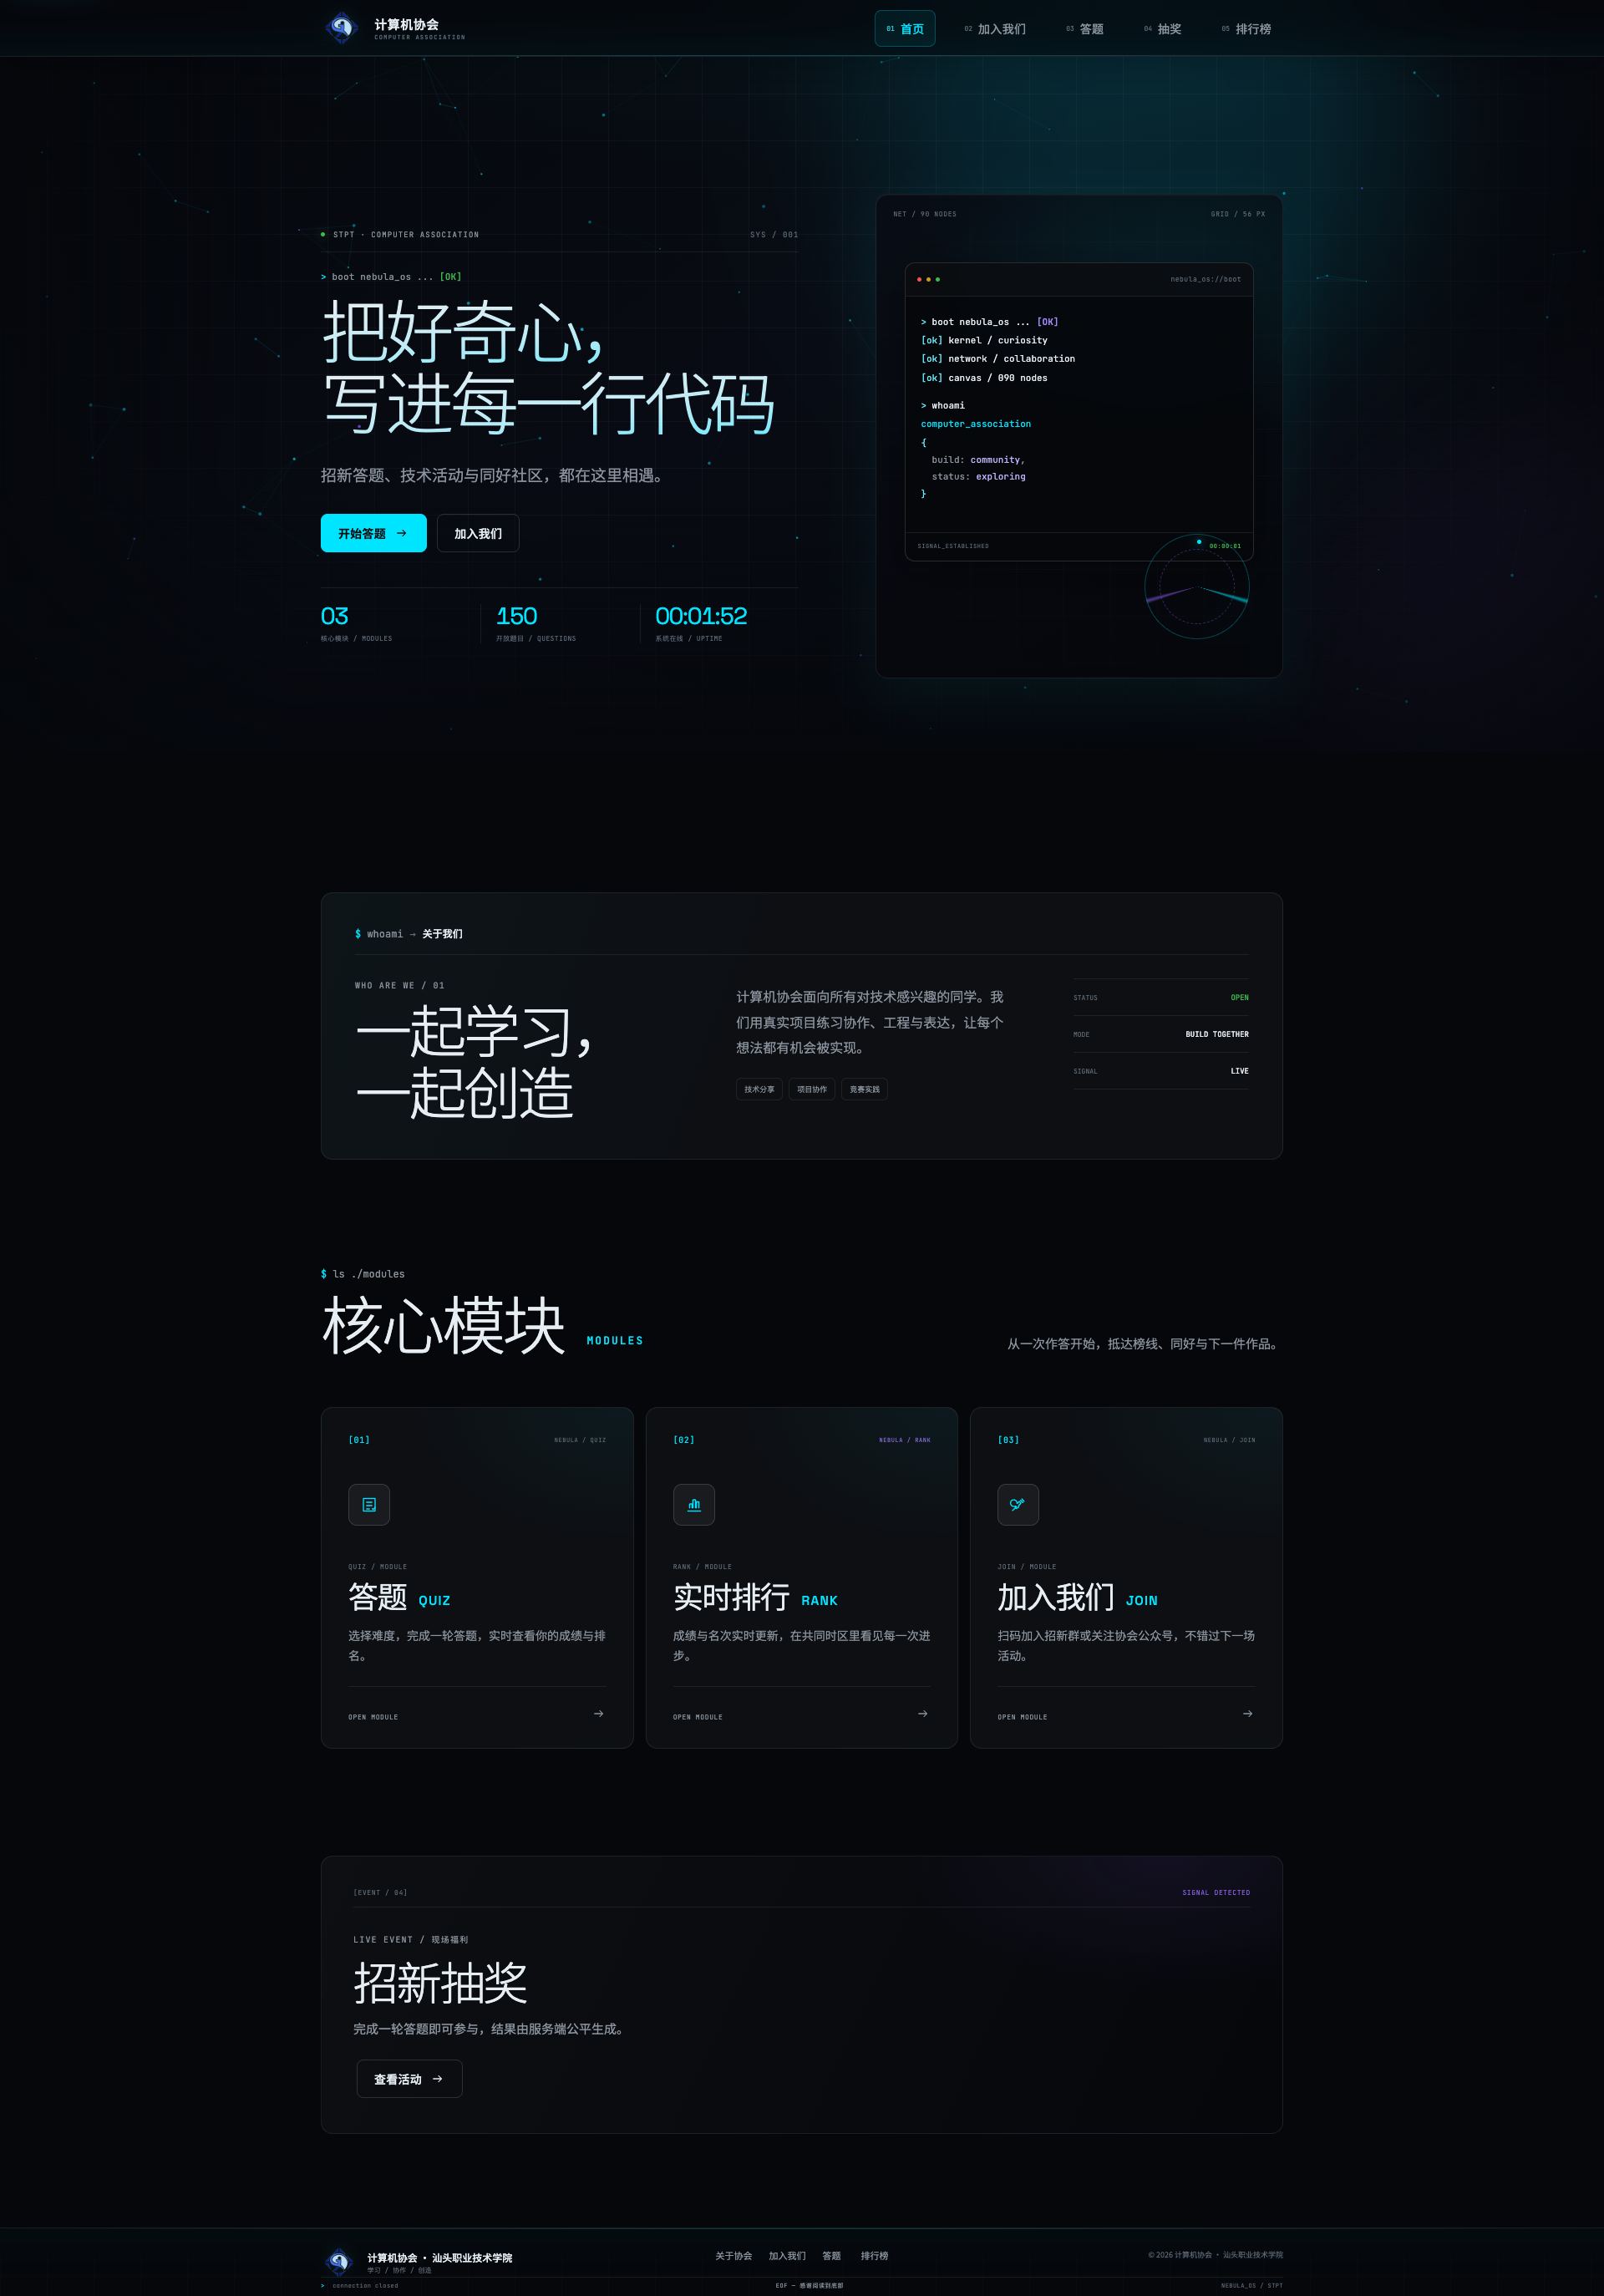 计算机协会
COMPUTER ASSOCIATION
01 首页
02 加入我们
03 答题
04 抽奖
05 排行榜
STPT · COMPUTER ASSOCIATION
SYS / 001
> boot nebula_os ... [OK]
把好奇心，
写进每一行代码
招新答题、技术活动与同好社区，都在这里相遇。
开始答题 →
加入我们
03
核心模块 / MODULES
150
开放题目 / QUESTIONS
00:01:52
系统在线 / UPTIME
NET / 90 NODES
GRID / 56 PX
nebula_os://boot
> boot nebula_os ... [OK]
[ok] kernel / curiosity
[ok] network / collaboration
[ok] canvas / 090 nodes
> whoami
computer_association
{
build: community,
status: exploring
}
SIGNAL_ESTABLISHED
00:00:01
$ whoami → 关于我们
WHO ARE WE / 01
一起学习，
一起创造
计算机协会面向所有对技术感兴趣的同学。我
们用真实项目练习协作、工程与表达，让每个
想法都有机会被实现。
技术分享
项目协作
竞赛实践
STATUS OPEN
MODE BUILD TOGETHER
SIGNAL LIVE
$ ls ./modules
核心模块 MODULES
从一次作答开始，抵达榜线、同好与下一件作品。
[01] NEBULA / QUIZ
QUIZ / MODULE
答题 QUIZ
选择难度，完成一轮答题，实时查看你的成绩与排
名。
OPEN MODULE →
[02] NEBULA / RANK
RANK / MODULE
实时排行 RANK
成绩与名次实时更新，在共同时区里看见每一次进
步。
OPEN MODULE →
[03] NEBULA / JOIN
JOIN / MODULE
加入我们 JOIN
扫码加入招新群或关注协会公众号，不错过下一场
活动。
OPEN MODULE →
[EVENT / 04]
SIGNAL DETECTED
LIVE EVENT / 现场福利
招新抽奖
完成一轮答题即可参与，结果由服务端公平生成。
查看活动 →
计算机协会 · 汕头职业技术学院
学习 / 协作 / 创造
关于协会
加入我们
答题
排行榜
© 2026 计算机协会 · 汕头职业技术学院
> connection closed
EOF — 感谢阅读到底部
NEBULA_OS / STPT